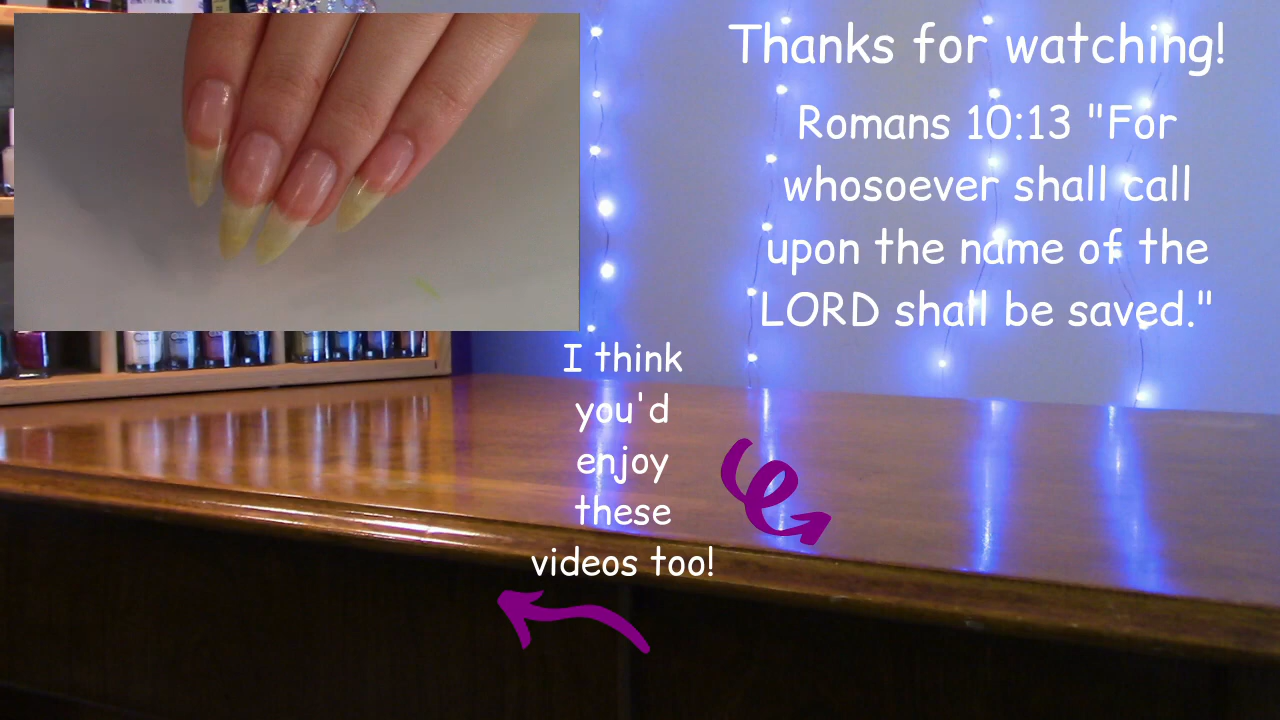 Thanks for watching!
Romans 10:13 "For
whosoever shall call
upon the name of the
LORD shall be saved."
I think
you'd
enjoy
these
videos too!